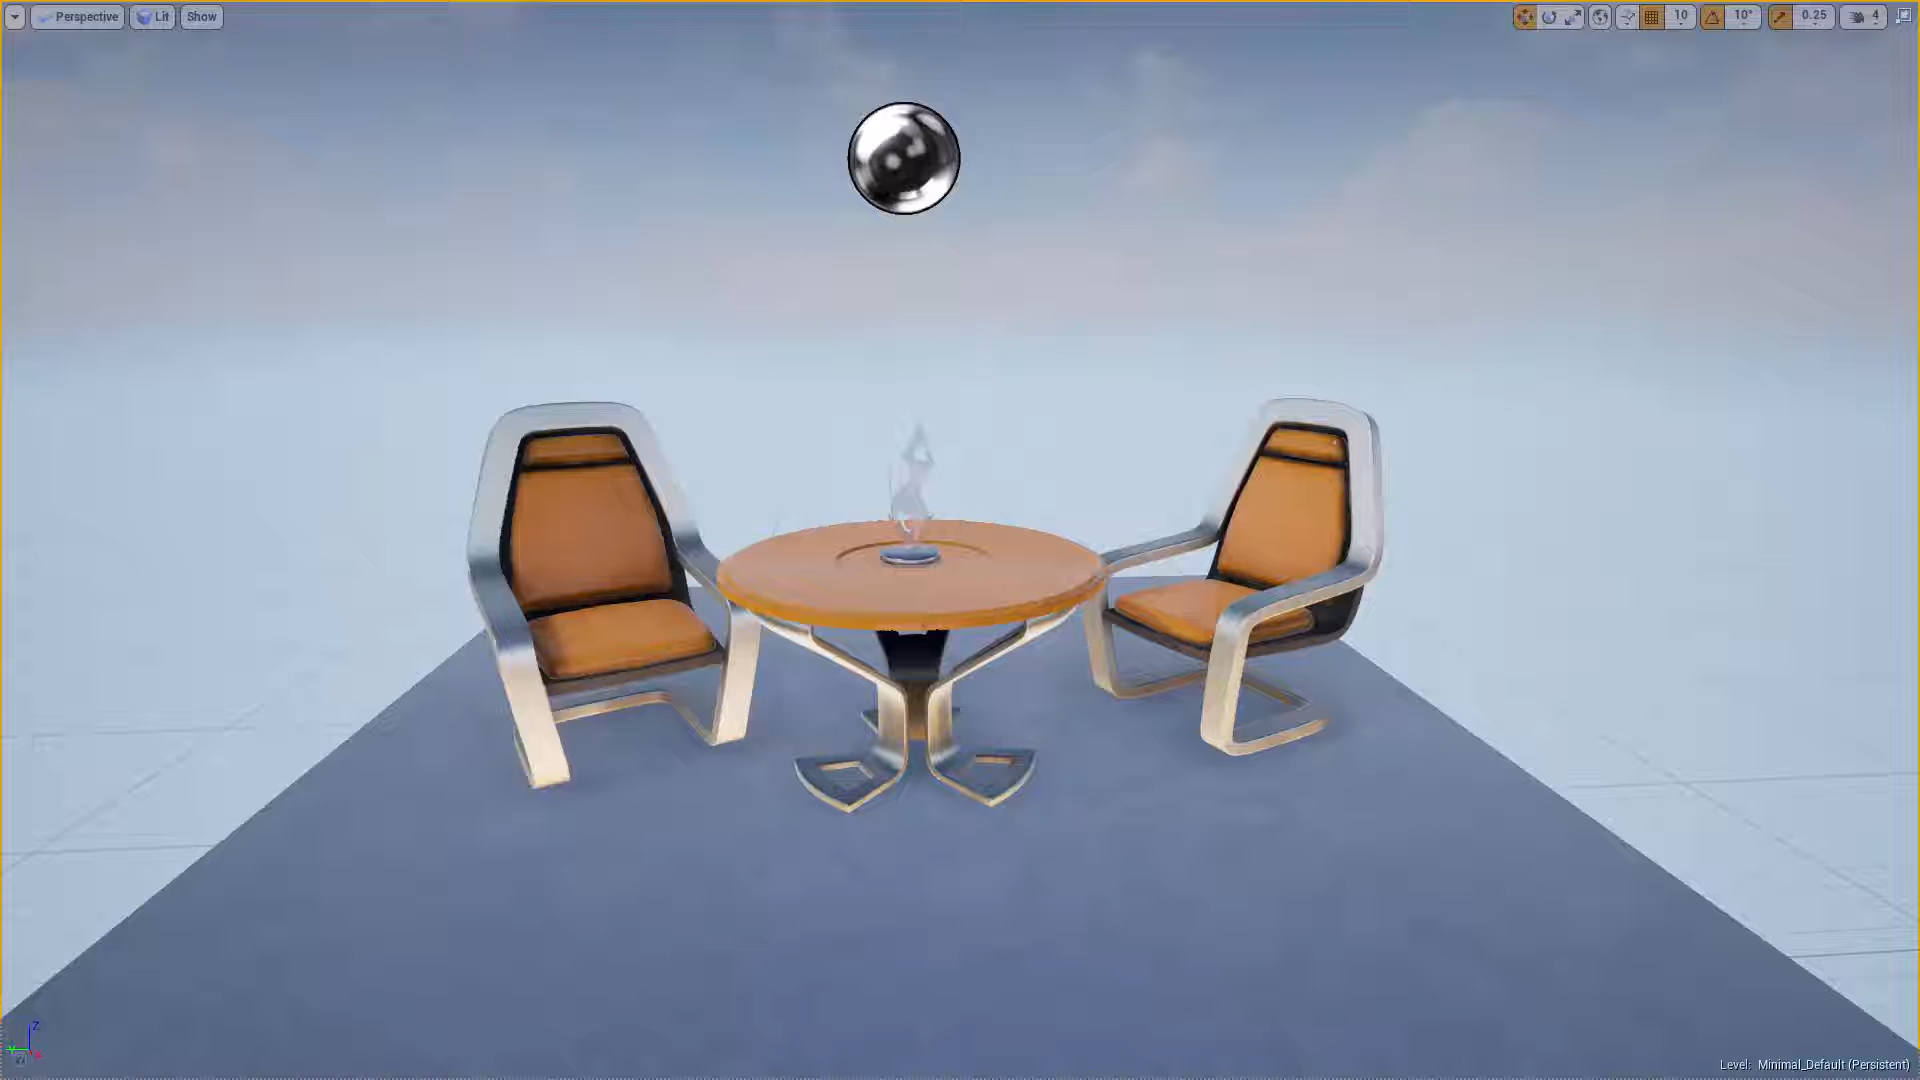 Perspective
Lit
Show
10
10°
0.25
4
Z
Level: Minimal_Default (Persistent)